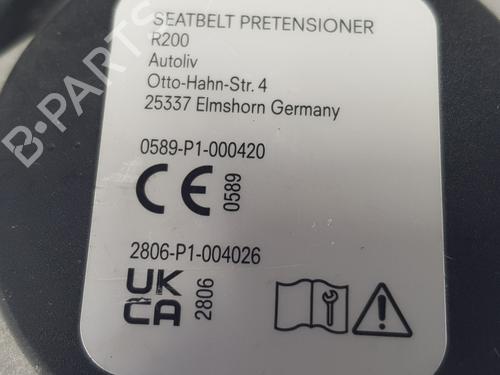 SEATBELT PRETENSIONER
R200
Autoliv
Otto-Hahn-Str. 4
25337 Elmshorn Germany
0589-P1-000420
CE 0589
2806-P1-004026
UK
CA 2806
B-PARTS